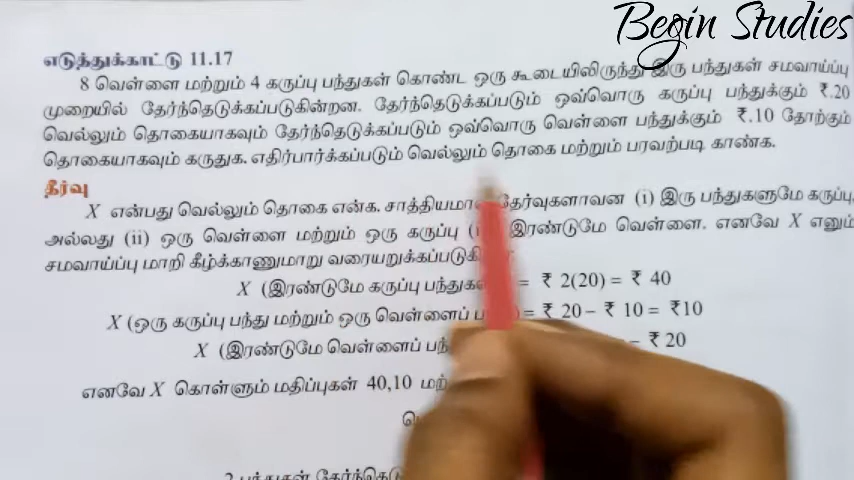 Begin Studies
எடுத்துக்காட்டு 11.17
8 வெள்ளை மற்றும் 4 கருப்பு பந்துகள் கொண்ட ஒரு கூடையிலிருந்து இரு பந்துகள் சமவாய்ப்பு
முறையில் தேர்ந்தெடுக்கப்படுகின்றன. தேர்ந்தெடுக்கப்படும் ஒவ்வொரு கருப்பு பந்துக்கும் ₹.20
வெல்லும் தொகையாகவும் தேர்ந்தெடுக்கப்படும் ஒவ்வொரு வெள்ளை பந்துக்கும் ₹.10 தோற்கும்
தொகையாகவும் கருதுக. எதிர்பார்க்கப்படும் வெல்லும் தொகை மற்றும் பரவற்படி காண்க.
தீர்வு
X என்பது வெல்லும் தொகை என்க. சாத்தியமான தேர்வுகளாவன (i) இரு பந்துகளுமே கருப்பு,
அல்லது (ii) ஒரு வெள்ளை மற்றும் ஒரு கருப்பு இரண்டுமே வெள்ளை. எனவே X எனும்
சமவாய்ப்பு மாறி கீழ்க்காணுமாறு வரையறுக்கப்படுகி
X (இரண்டுமே கருப்பு பந்துகள் = ₹ 2(20) = ₹ 40
X (ஒரு கருப்பு பந்து மற்றும் ஒரு வெள்ளைப் = ₹ 20 – ₹ 10 = ₹10
X (இரண்டுமே வெள்ளைப் – ₹ 20
எனவே X கொள்ளும் மதிப்புகள் 40,10
2 பந்துகள்